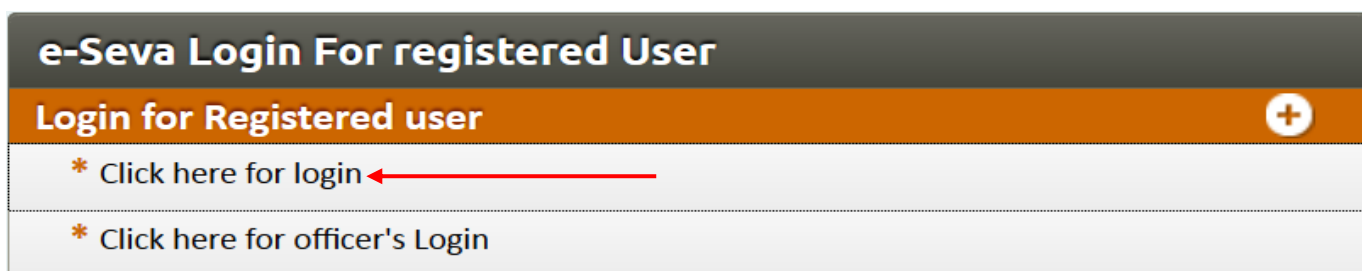 e-Seva Login For registered User
Login for Registered user
* Click here for login
* Click here for officer's Login